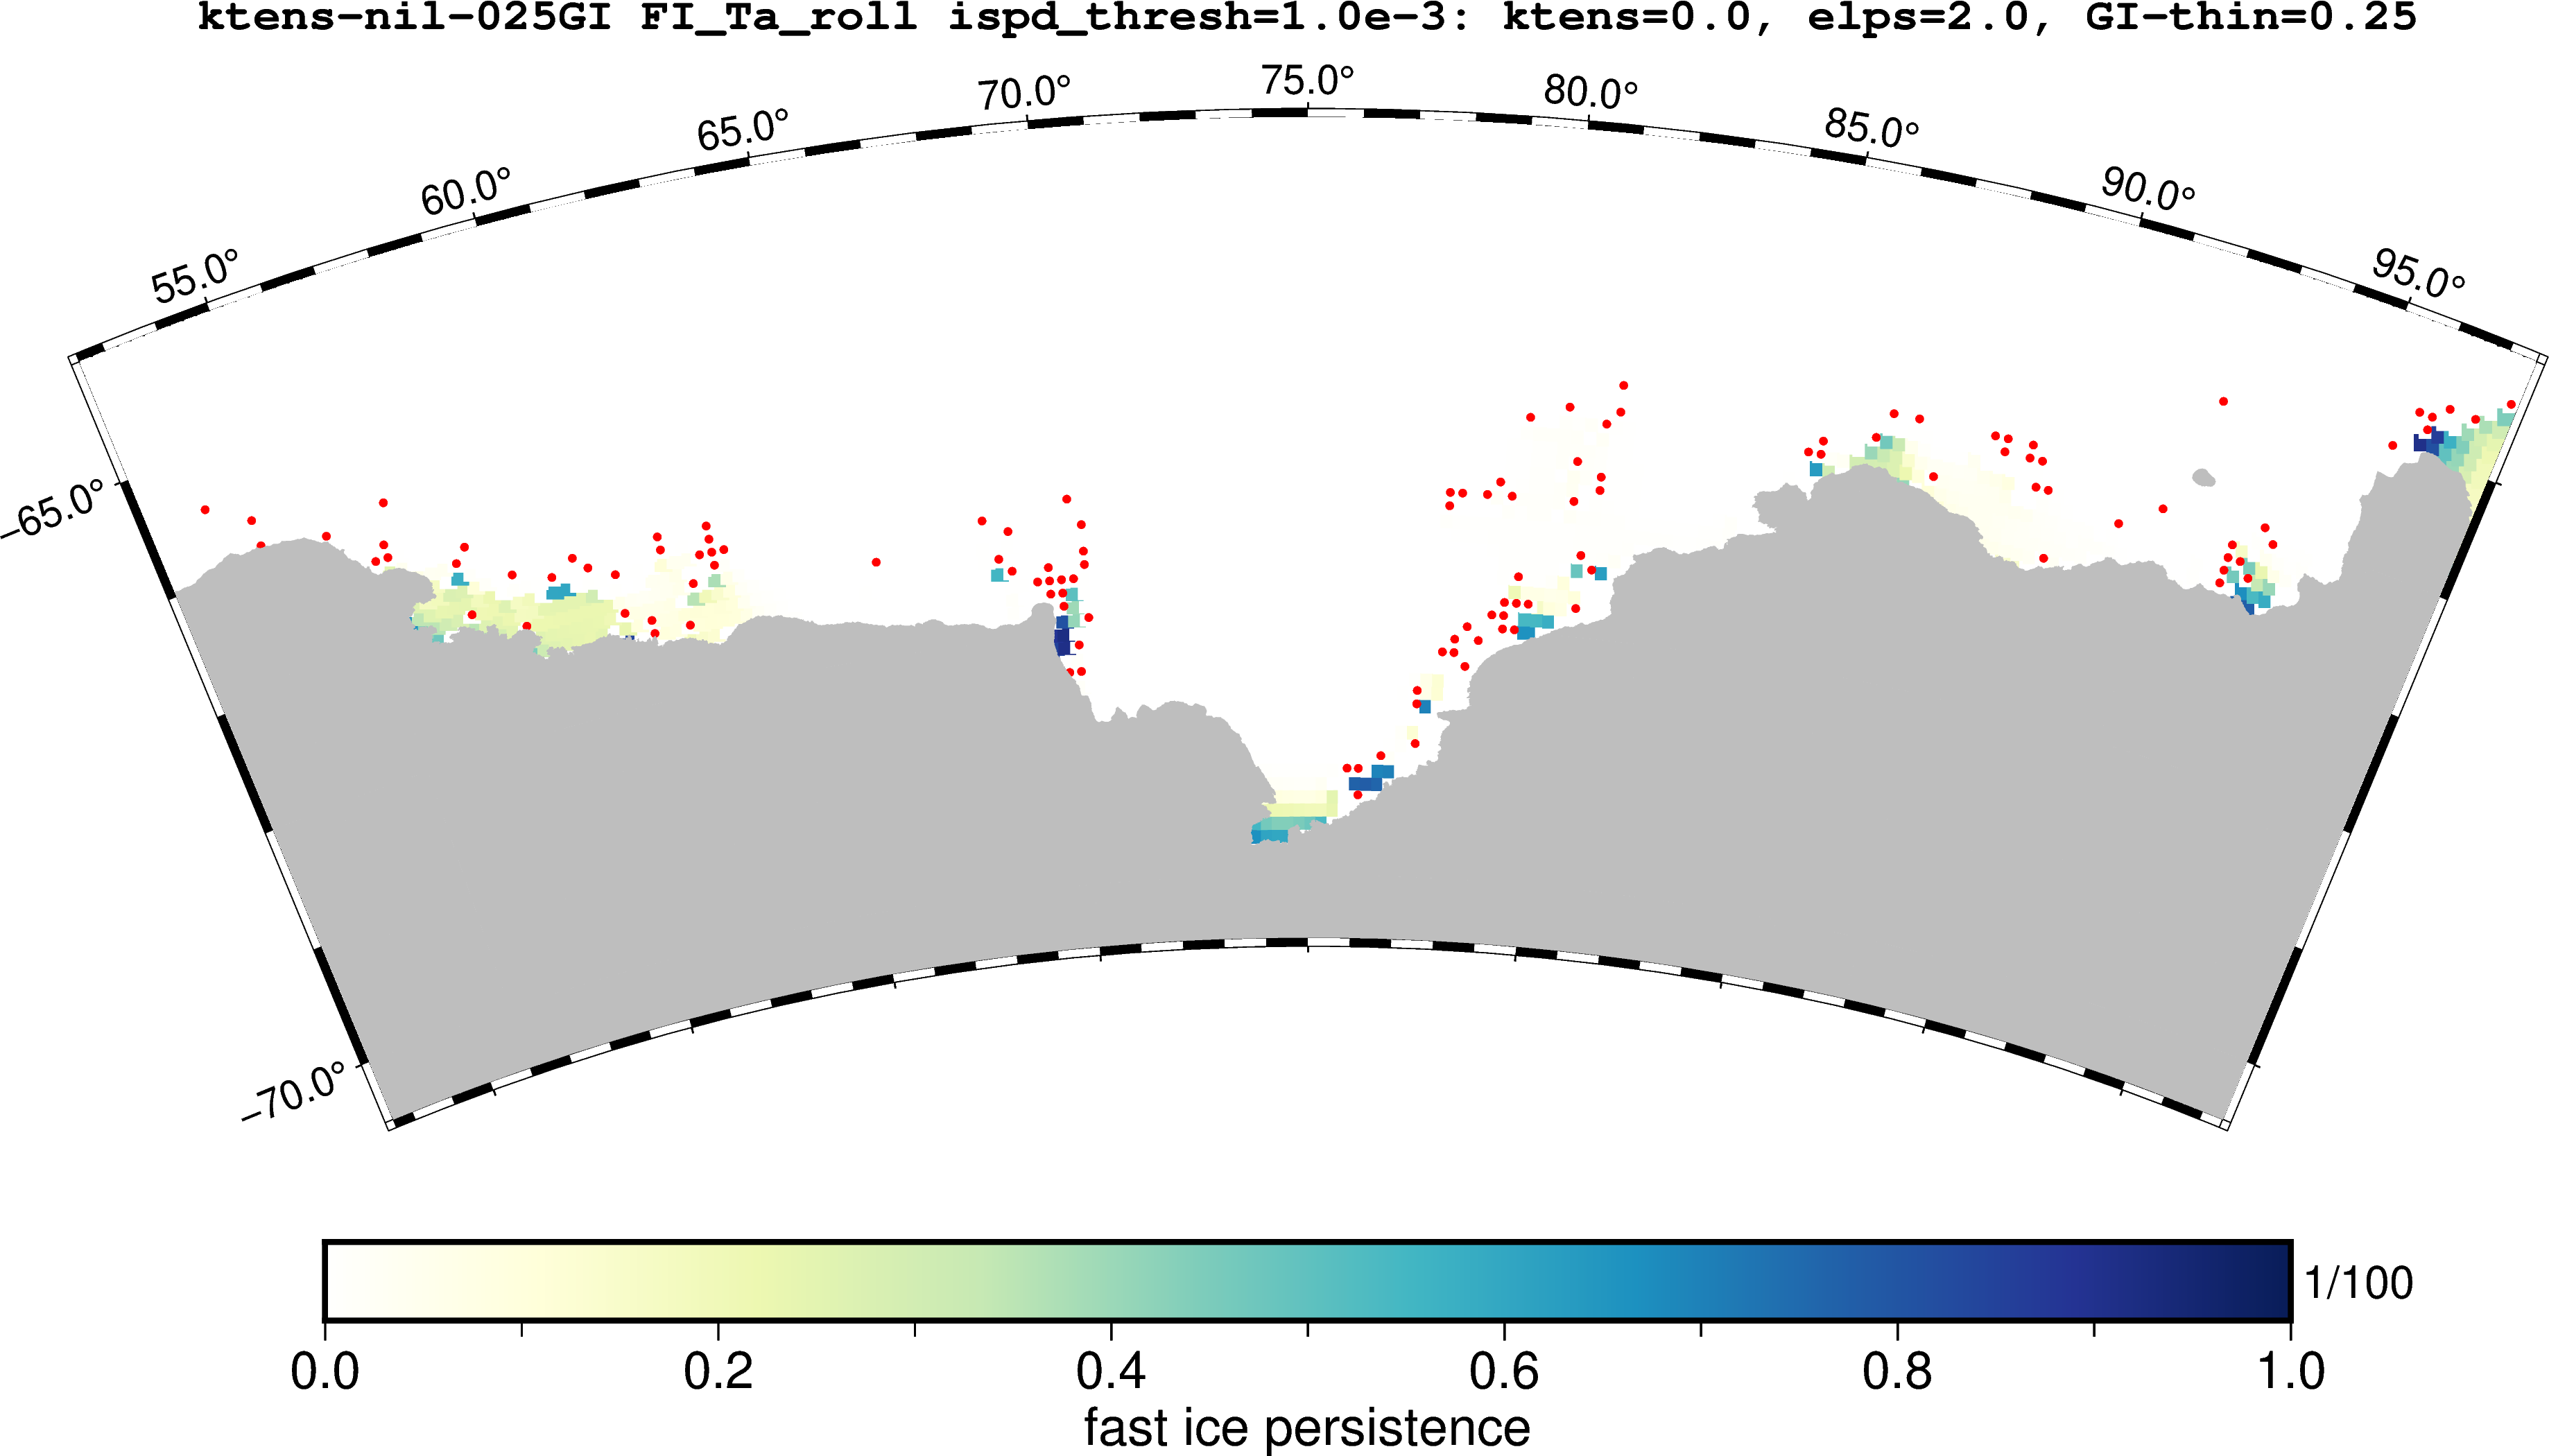 ktens-nil-025GI FI_Ta_roll ispd_thresh=1.0e-3: ktens=0.0, elps=2.0, GI-thin=0.25
55.0° 60.0° 65.0° 70.0° 75.0° 80.0° 85.0° 90.0° 95.0°
-65.0°
-70.0°
1/100
0.0 0.2 0.4 0.6 0.8 1.0
fast ice persistence